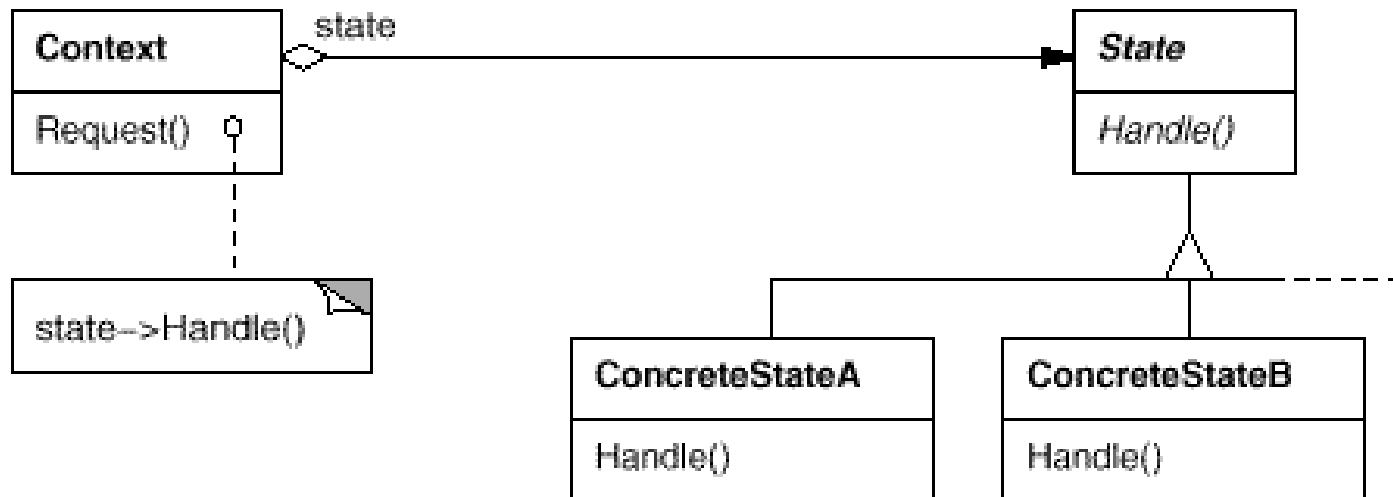 state
Context
State
Request()
Handle()
state–>Handle()
ConcreteStateA
ConcreteStateB
Handle()
Handle()